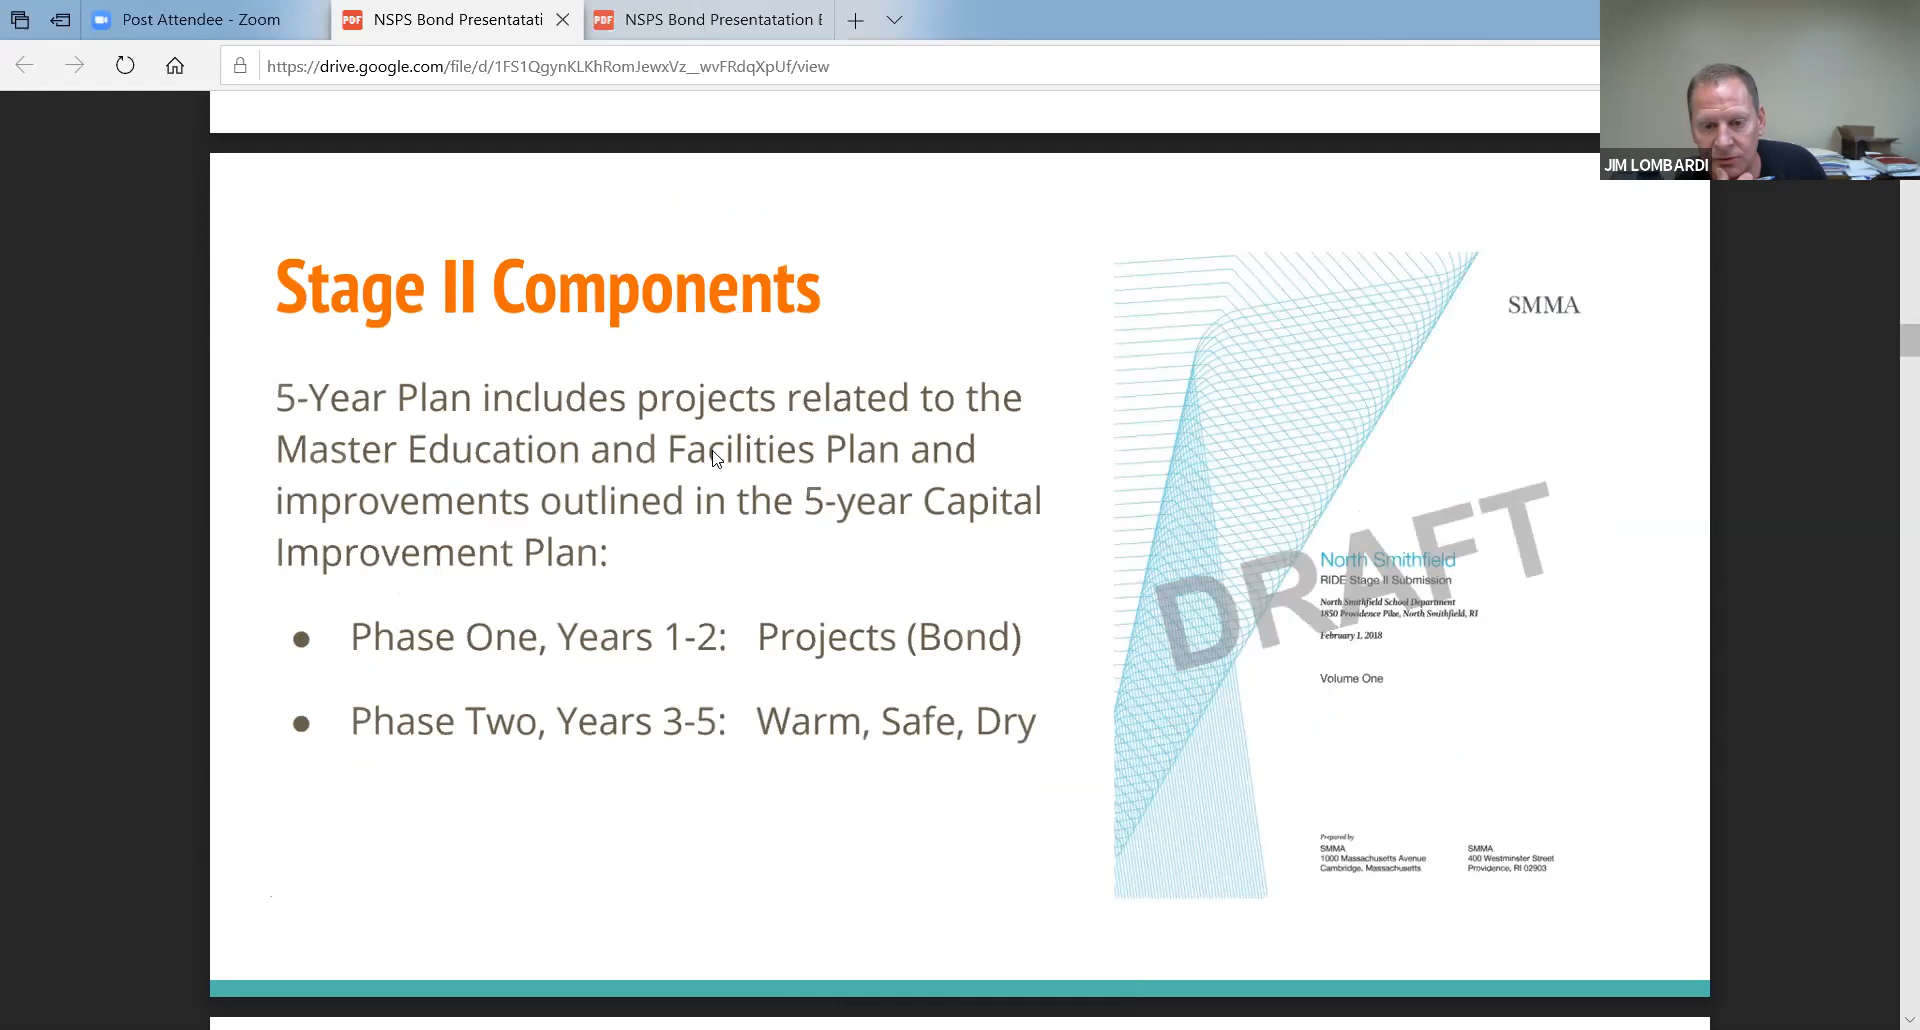 Post Attendee - Zoom
NSPS Bond Presentatati
NSPS Bond Presentatation E
https://drive.google.com/file/d/1FS1QgynKLKhRomJewxVz__wvFRdqXpUf/view
JIM LOMBARDI
Stage II Components
5-Year Plan includes projects related to the
Master Education and Facilities Plan and
improvements outlined in the 5-year Capital
Improvement Plan:
● Phase One, Years 1-2: Projects (Bond)
● Phase Two, Years 3-5: Warm, Safe, Dry
SMMA
DRAFT
North Smithfield
RIDE Stage II Submission
North Smithfield School Department
1850 Providence Pike, North Smithfield, RI
February 1, 2018
Volume One
Prepared by
SMMA
1000 Massachusetts Avenue
Cambridge, Massachusetts
SMMA
400 Westminster Street
Providence, RI 02903